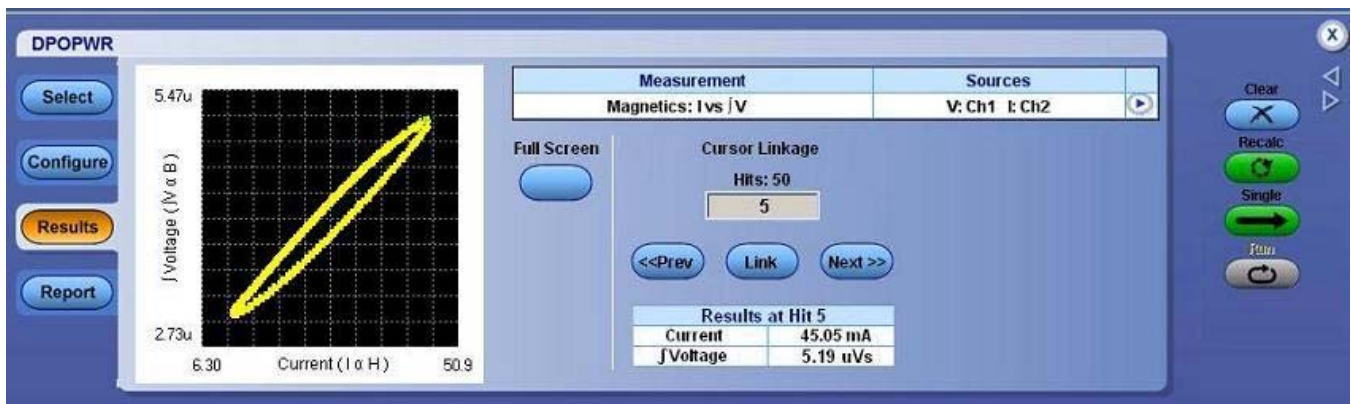 DPOPWR
Select
Configure
Results
Report
5.47u
∫Voltage (∫V α B)
2.73u
6.30 Current ( I α H ) 50.9
Measurement Sources
Magnetics: I vs ∫V V: Ch1 I: Ch2
Full Screen
Cursor Linkage
Hits: 50
5
<<Prev Link Next >>
Results at Hit 5
Current 45.05 mA
∫Voltage 5.19 uVs
X
Clear
Recalc
Single
Run